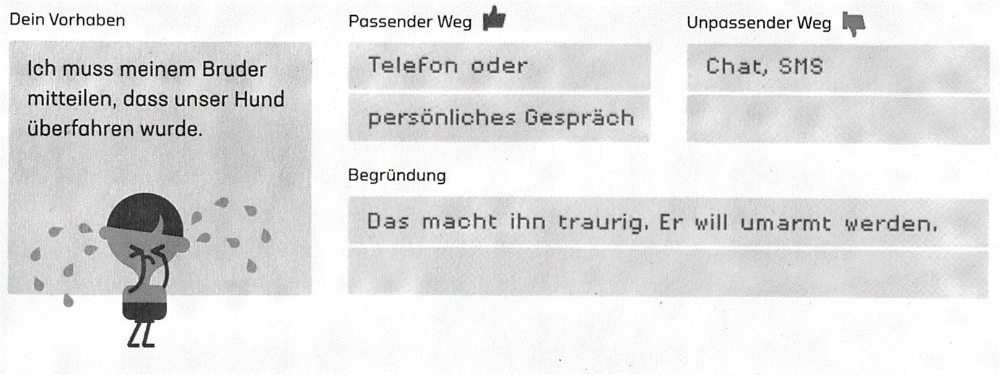 Dein Vorhaben
Ich muss meinem Bruder
mitteilen, dass unser Hund
überfahren wurde.
Passender Weg
Telefon oder
persönliches Gespräch
Unpassender Weg
Chat, SMS
Begründung
Das macht ihn traurig. Er will umarmt werden.